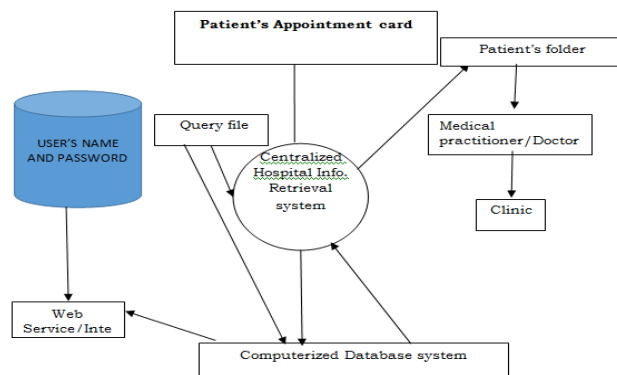 Patient's Appointment card
Patient's folder
USER'S NAME
AND PASSWORD
Query file
Medical
practitioner/Doctor
Centralized
Hospital Info.
Retrieval
system
Clinic
Web
Service/Inte
Computerized Database system